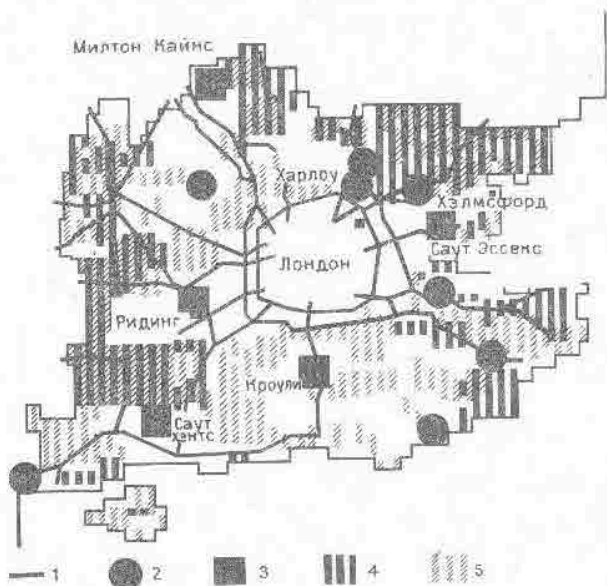 Милтон Кайнс
Харлоу
Хэлмсфорд
Саут Эссекс
Лондон
Ридинг
Кроули
Саут
Хэнтс
1 2 3 4 5